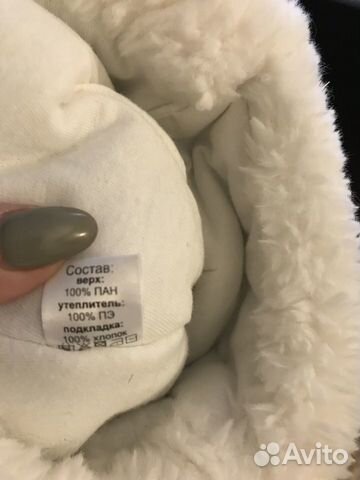 Состав:
верх:
100% ПАН
утеплитель:
100% ПЭ
подкладка:
100% хлопок
Avito